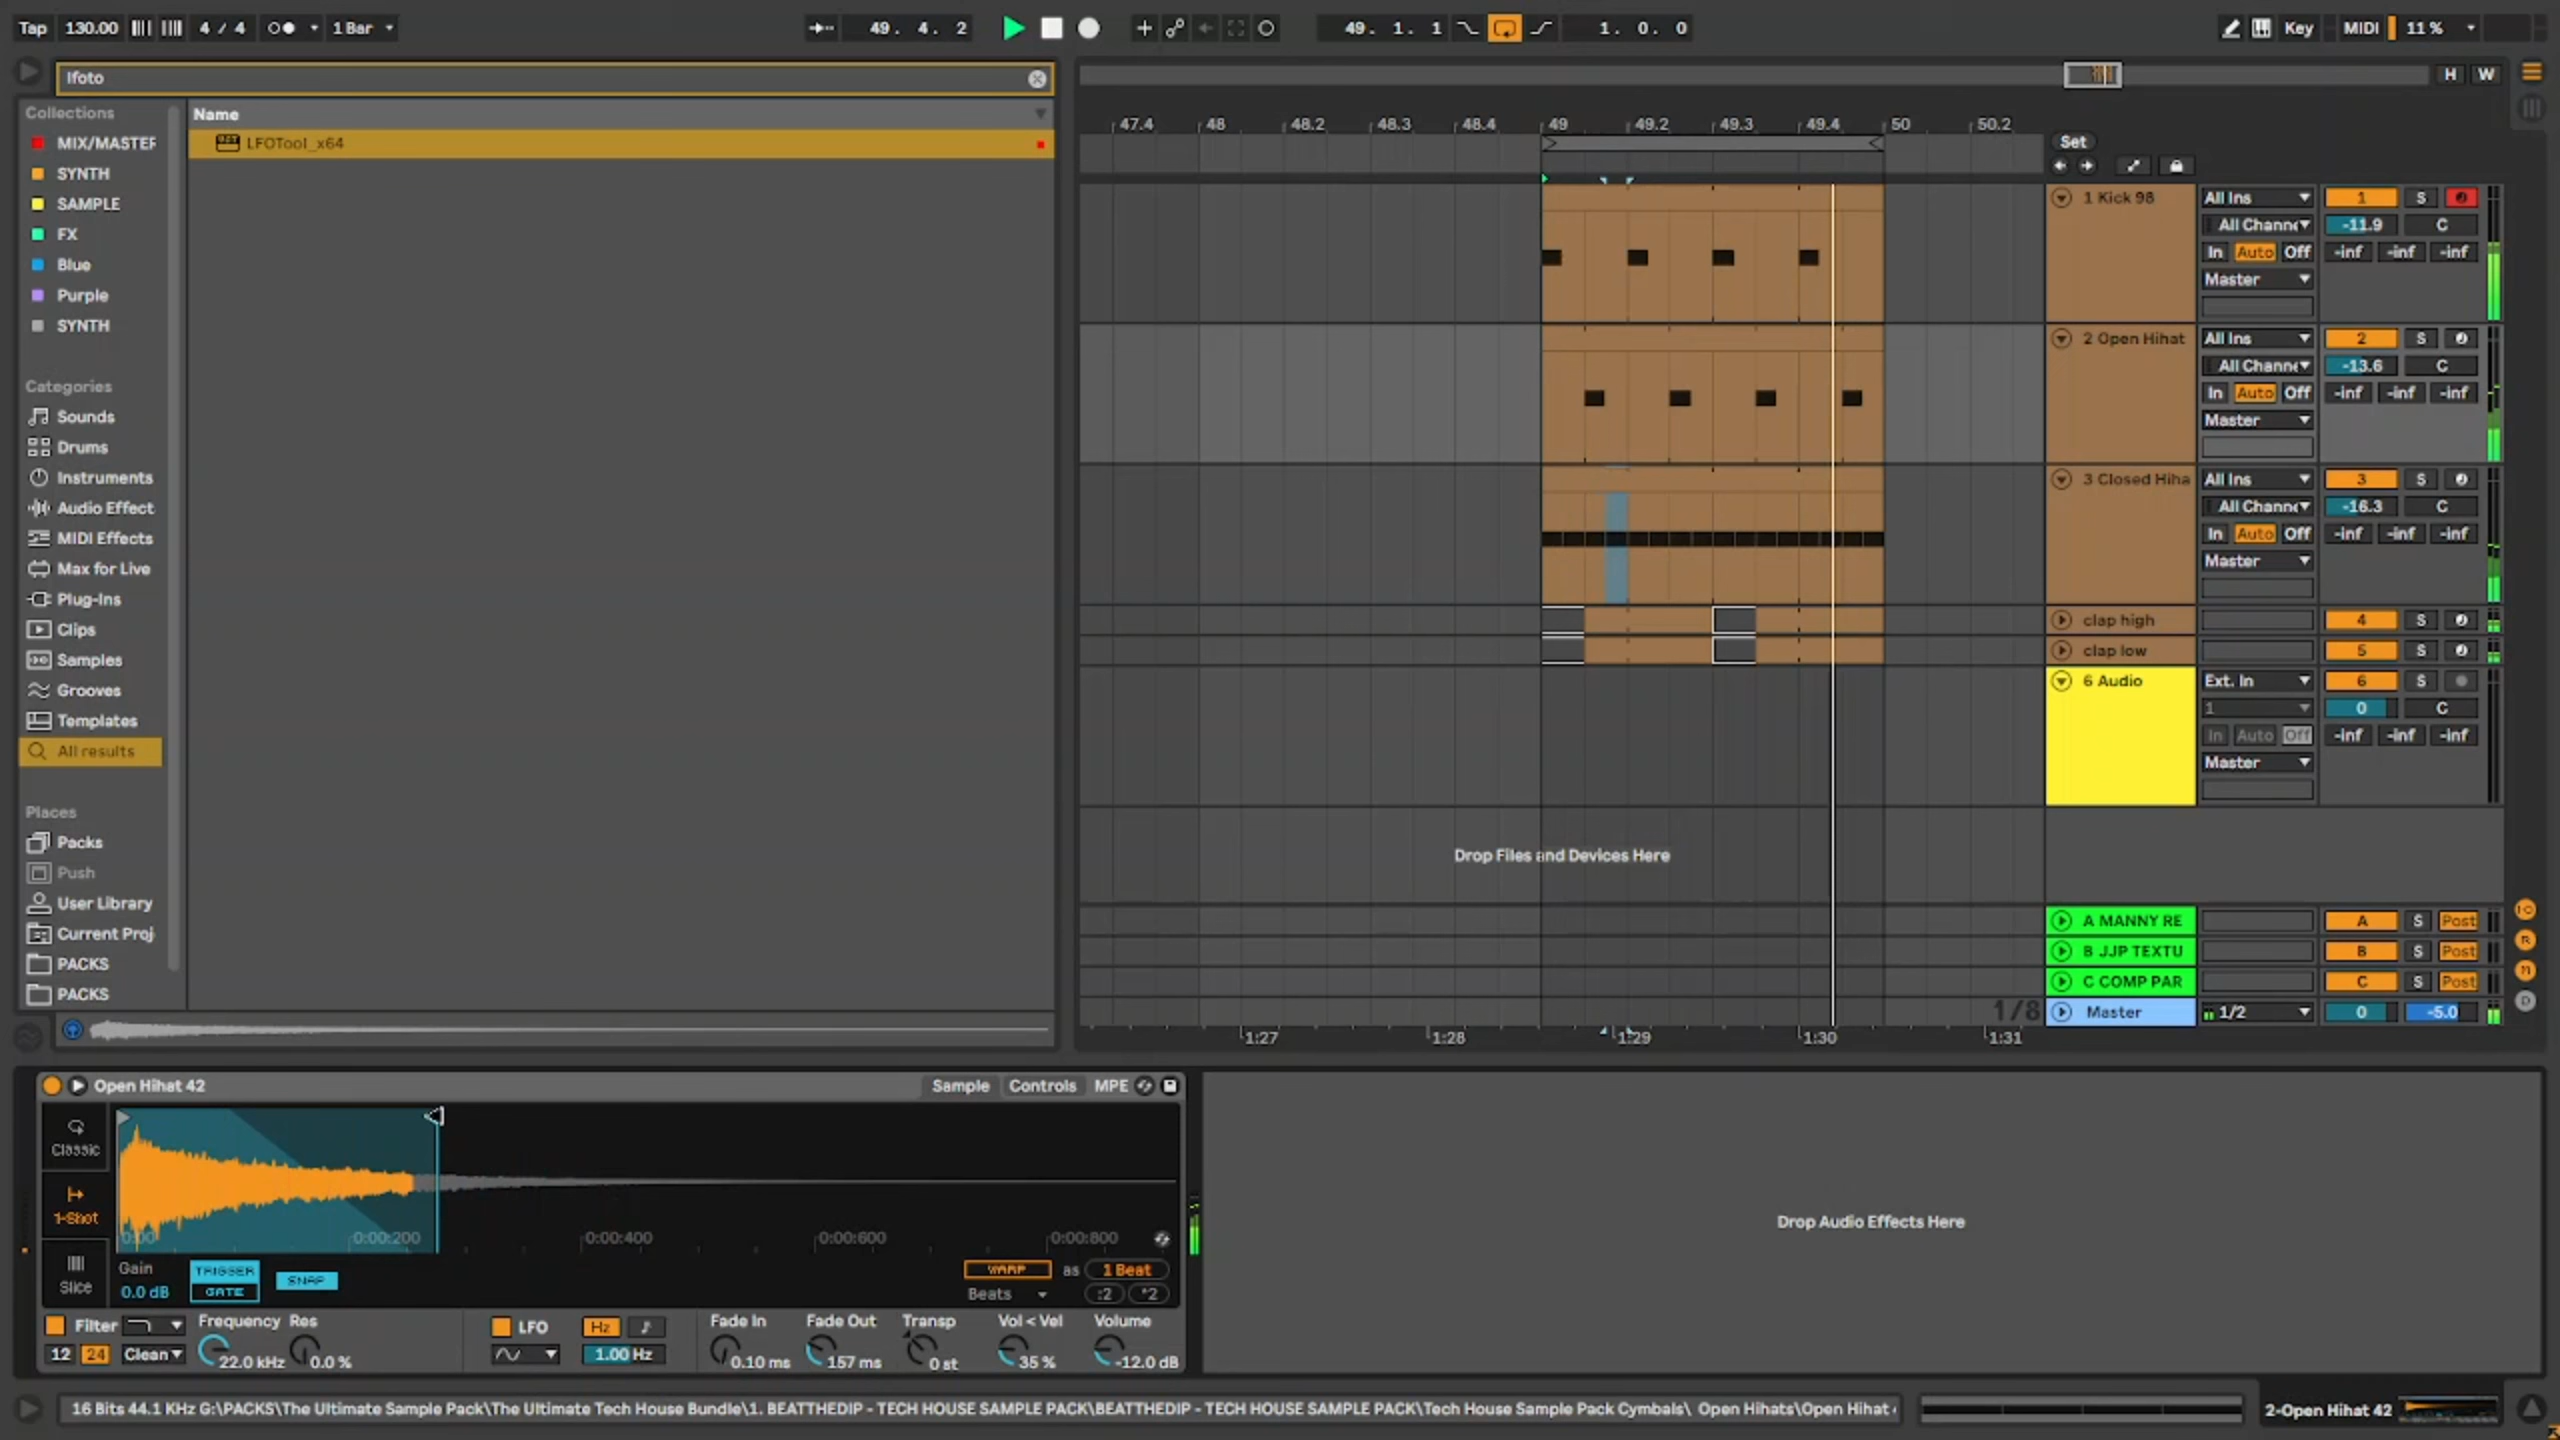 Tap 130.00 4 / 4 1 Bar 49. 4. 2 49. 1. 1 1. 0. 0 Key MIDI 11 %
lfoto
H W
Collections
MIX/MASTER
SYNTH
SAMPLE
FX
Blue
Purple
SYNTH
Categories
Sounds
Drums
Instruments
Audio Effect
MIDI Effects
Max for Live
Plug-Ins
Clips
Samples
Grooves
Templates
All results
Places
Packs
Push
User Library
Current Proj
PACKS
PACKS
Name
LFOTool_x64
47.4 48 48.2 48.3 48.4 49 49.2 49.3 49.4 50 50.2
Set
1 Kick 98 All Ins 1 S
All Channe -11.9 C
In Auto Off -inf -inf -inf
Master
2 Open Hihat All Ins 2 S
All Channe -13.6 C
In Auto Off -inf -inf -inf
Master
3 Closed Hiha All Ins 3 S
All Channe -16.3 C
In Auto Off -inf -inf -inf
Master
clap high 4 S
clap low 5 S
6 Audio Ext. In 6 S
1 0 C
In Auto Off -inf -inf -inf
Master
Drop Files and Devices Here
A MANNY RE A S Post
B JJP TEXTU B S Post
C COMP PAR C S Post
1/8 Master 1/2 0 -5.0
1:27 1:28 1:29 1:30 1:31
Open Hihat 42 Sample Controls MPE
Classic
1-Shot
Slice
0:00 0:00:200 0:00:400 0:00:600 0:00:800
Gain TRIGGER SNAP WARP as 1 Beat
0.0 dB GATE Beats :2 *2
Filter Frequency Res LFO Hz Fade In Fade Out Transp Vol < Vel Volume
12 24 Clean 22.0 kHz 0.0 % 1.00 Hz 0.10 ms 157 ms 0 st 35 % -12.0 dB
Drop Audio Effects Here
16 Bits 44.1 KHz G:\PACKS\The Ultimate Sample Pack\The Ultimate Tech House Bundle\1. BEATTHEDIP - TECH HOUSE SAMPLE PACK\BEATTHEDIP - TECH HOUSE SAMPLE PACK\Tech House Sample Pack Cymbals\ Open Hihats\Open Hihat
2-Open Hihat 42